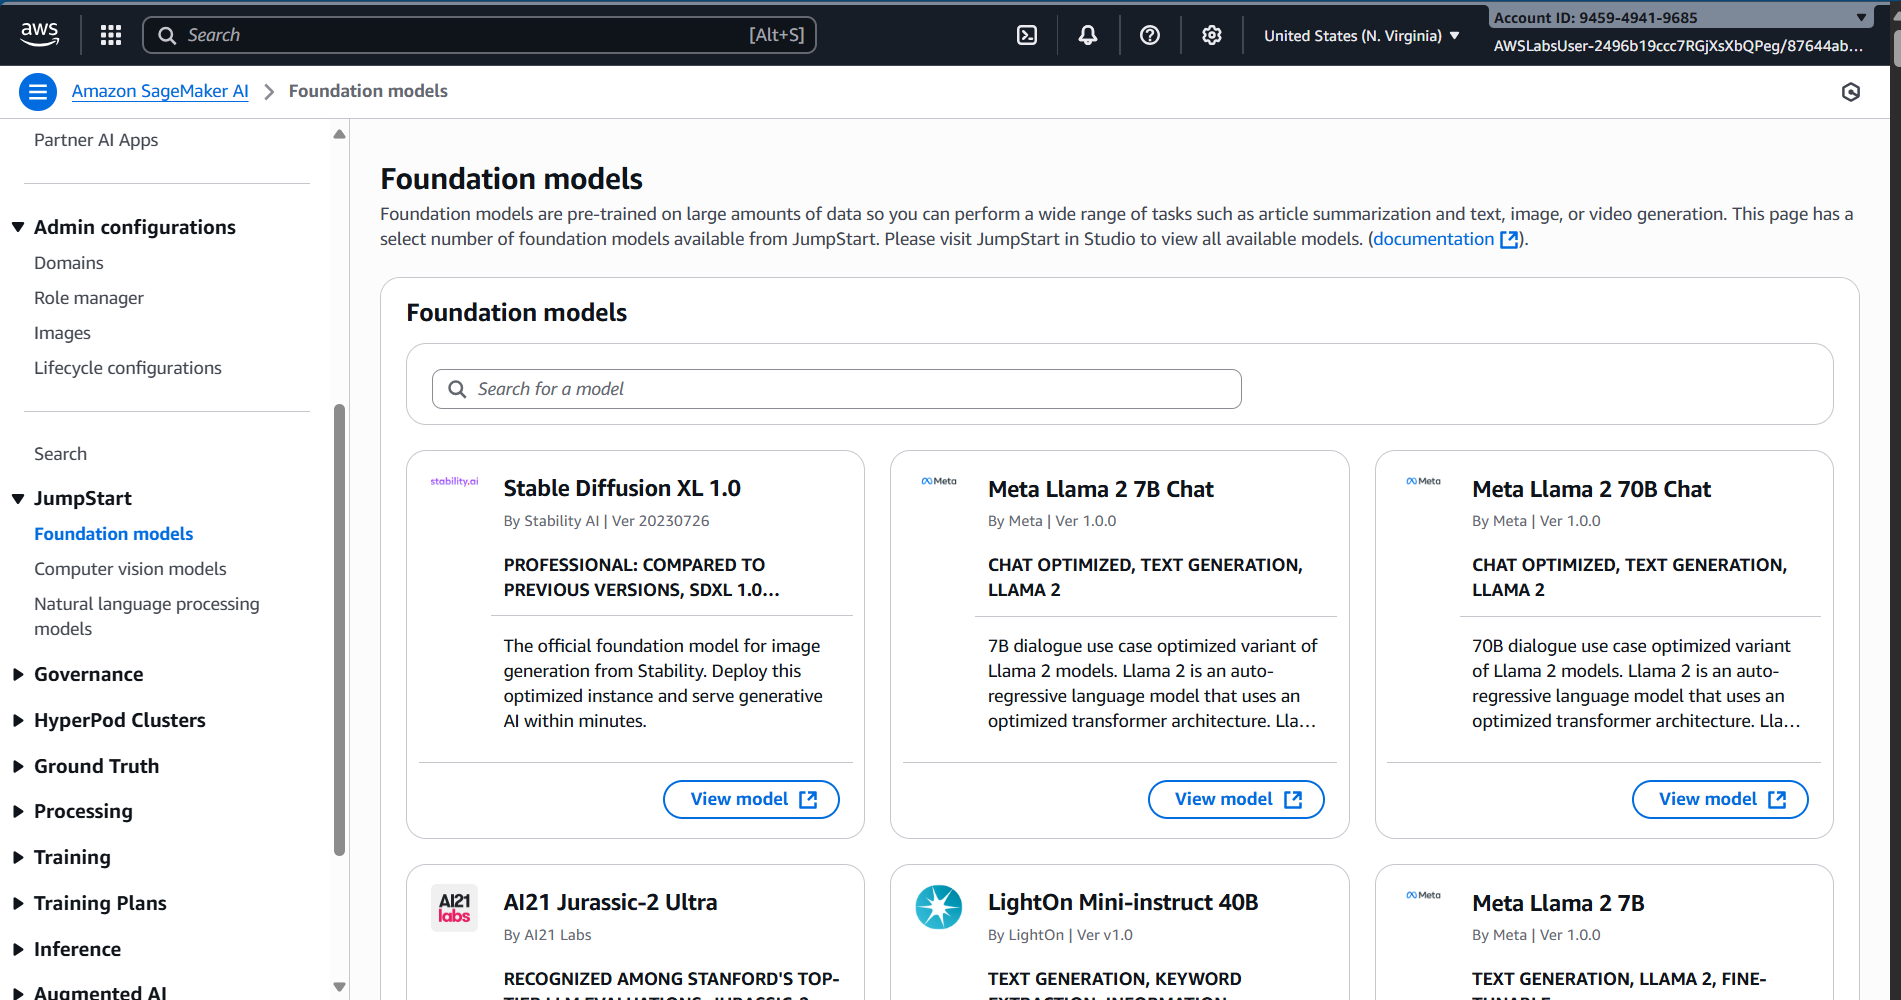 aws
Search
[Alt+S]
United States (N. Virginia)
Account ID: 9459-4941-9685
AWSLabsUser-2496b19ccc7RGjXsXbQPeg/87644ab...
Amazon SageMaker AI
Foundation models
Partner AI Apps
Admin configurations
Domains
Role manager
Images
Lifecycle configurations
Search
JumpStart
Foundation models
Computer vision models
Natural language processing
models
Governance
HyperPod Clusters
Ground Truth
Processing
Training
Training Plans
Inference
Augmented AI
Foundation models
Foundation models are pre-trained on large amounts of data so you can perform a wide range of tasks such as article summarization and text, image, or video generation. This page has a
select number of foundation models available from JumpStart. Please visit JumpStart in Studio to view all available models. (documentation ).
Foundation models
Search for a model
stability.ai
Stable Diffusion XL 1.0
By Stability AI | Ver 20230726
PROFESSIONAL: COMPARED TO
PREVIOUS VERSIONS, SDXL 1.0...
The official foundation model for image
generation from Stability. Deploy this
optimized instance and serve generative
AI within minutes.
View model
Meta
Meta Llama 2 7B Chat
By Meta | Ver 1.0.0
CHAT OPTIMIZED, TEXT GENERATION,
LLAMA 2
7B dialogue use case optimized variant of
Llama 2 models. Llama 2 is an auto-
regressive language model that uses an
optimized transformer architecture. Lla...
View model
Meta
Meta Llama 2 70B Chat
By Meta | Ver 1.0.0
CHAT OPTIMIZED, TEXT GENERATION,
LLAMA 2
70B dialogue use case optimized variant
of Llama 2 models. Llama 2 is an auto-
regressive language model that uses an
optimized transformer architecture. Lla...
View model
AI21
labs
AI21 Jurassic-2 Ultra
By AI21 Labs
RECOGNIZED AMONG STANFORD'S TOP-
TIER LLM EVALUATIONS, JURASSIC-2
LightOn Mini-instruct 40B
By LightOn | Ver v1.0
TEXT GENERATION, KEYWORD
EXTRACTION, INFORMATION
Meta
Meta Llama 2 7B
By Meta | Ver 1.0.0
TEXT GENERATION, LLAMA 2, FINE-
TUNABLE